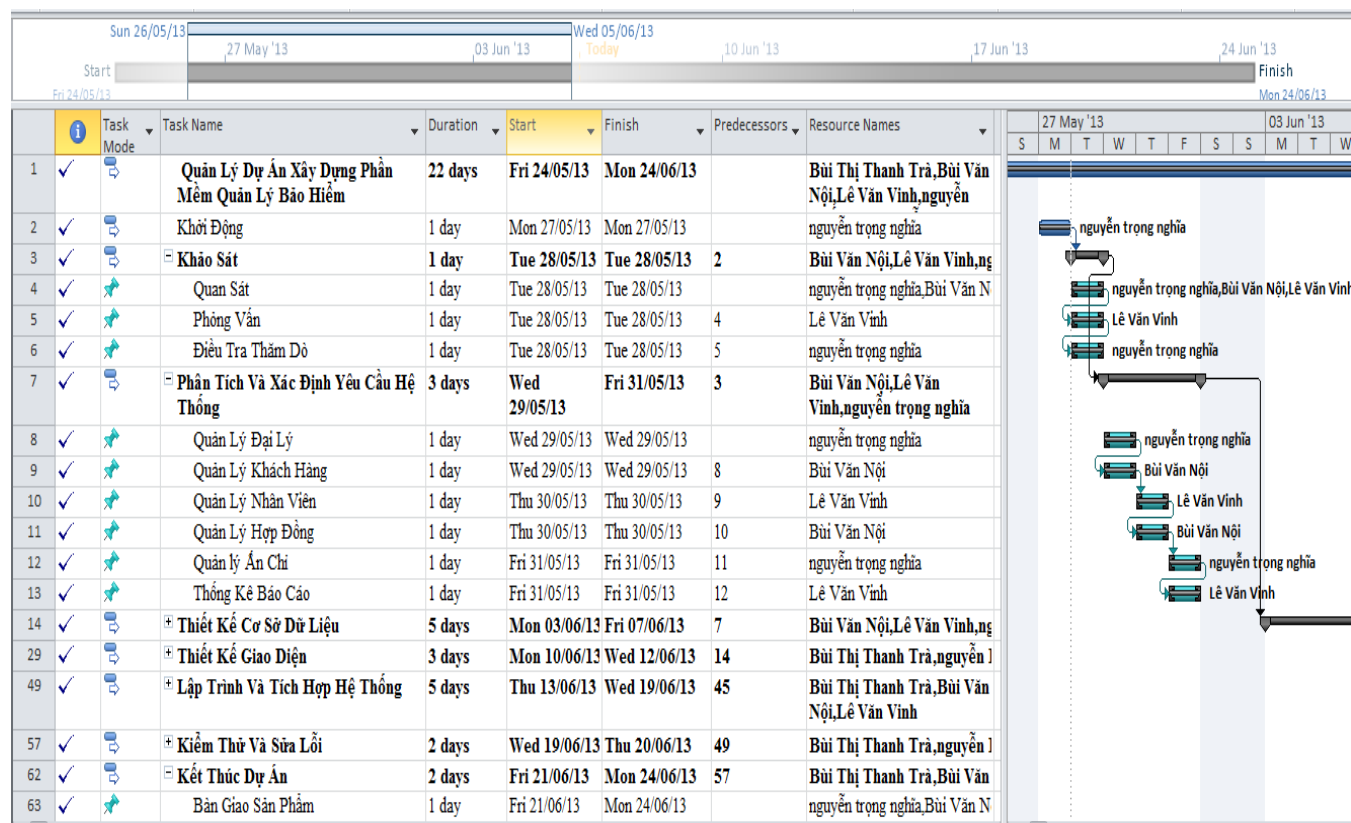 Sun 26/05/13 Wed 05/06/13
27 May '13 03 Jun '13 Today 10 Jun '13 17 Jun '13 24 Jun '13
Start Finish
Fri 24/05/13 Mon 24/06/13
Task Mode Task Name Duration Start Finish Predecessors Resource Names
27 May '13 03 Jun '13
S M T W T F S S M T W
1 Quản Lý Dự Án Xây Dựng Phần 22 days Fri 24/05/13 Mon 24/06/13 Bùi Thị Thanh Trà,Bùi Văn
Mềm Quản Lý Bảo Hiểm Nội,Lê Văn Vinh,nguyễn
2 Khởi Động 1 day Mon 27/05/13 Mon 27/05/13 nguyễn trọng nghĩa nguyễn trọng nghĩa
3 Khảo Sát 1 day Tue 28/05/13 Tue 28/05/13 2 Bùi Văn Nội,Lê Văn Vinh,ng
4 Quan Sát 1 day Tue 28/05/13 Tue 28/05/13 nguyễn trọng nghĩa,Bùi Văn N nguyễn trọng nghĩa,Bùi Văn Nội,Lê Văn Vinh
5 Phỏng Vấn 1 day Tue 28/05/13 Tue 28/05/13 4 Lê Văn Vinh Lê Văn Vinh
6 Điều Tra Thăm Dò 1 day Tue 28/05/13 Tue 28/05/13 5 nguyễn trọng nghĩa nguyễn trọng nghĩa
7 Phân Tích Và Xác Định Yêu Cầu Hệ 3 days Wed Fri 31/05/13 3 Bùi Văn Nội,Lê Văn
Thống 29/05/13 Vinh,nguyễn trọng nghĩa
8 Quản Lý Đại Lý 1 day Wed 29/05/13 Wed 29/05/13 nguyễn trọng nghĩa nguyễn trọng nghĩa
9 Quản Lý Khách Hàng 1 day Wed 29/05/13 Wed 29/05/13 8 Bùi Văn Nội Bùi Văn Nội
10 Quản Lý Nhân Viên 1 day Thu 30/05/13 Thu 30/05/13 9 Lê Văn Vinh Lê Văn Vinh
11 Quản Lý Hợp Đồng 1 day Thu 30/05/13 Thu 30/05/13 10 Bùi Văn Nội Bùi Văn Nội
12 Quản lý Ấn Chỉ 1 day Fri 31/05/13 Fri 31/05/13 11 nguyễn trọng nghĩa nguyễn trọng nghĩa
13 Thống Kê Báo Cáo 1 day Fri 31/05/13 Fri 31/05/13 12 Lê Văn Vinh Lê Văn Vinh
14 Thiết Kế Cơ Sở Dữ Liệu 5 days Mon 03/06/13 Fri 07/06/13 7 Bùi Văn Nội,Lê Văn Vinh,ng
29 Thiết Kế Giao Diện 3 days Mon 10/06/13 Wed 12/06/13 14 Bùi Thị Thanh Trà,nguyễn
49 Lập Trình Và Tích Hợp Hệ Thống 5 days Thu 13/06/13 Wed 19/06/13 45 Bùi Thị Thanh Trà,Bùi Văn
Nội,Lê Văn Vinh
57 Kiểm Thử Và Sữa Lỗi 2 days Wed 19/06/13 Thu 20/06/13 49 Bùi Thị Thanh Trà,nguyễn
62 Kết Thúc Dự Án 2 days Fri 21/06/13 Mon 24/06/13 57 Bùi Thị Thanh Trà,Bùi Văn
63 Bàn Giao Sản Phẩm 1 day Fri 21/06/13 Mon 24/06/13 nguyễn trọng nghĩa,Bùi Văn N